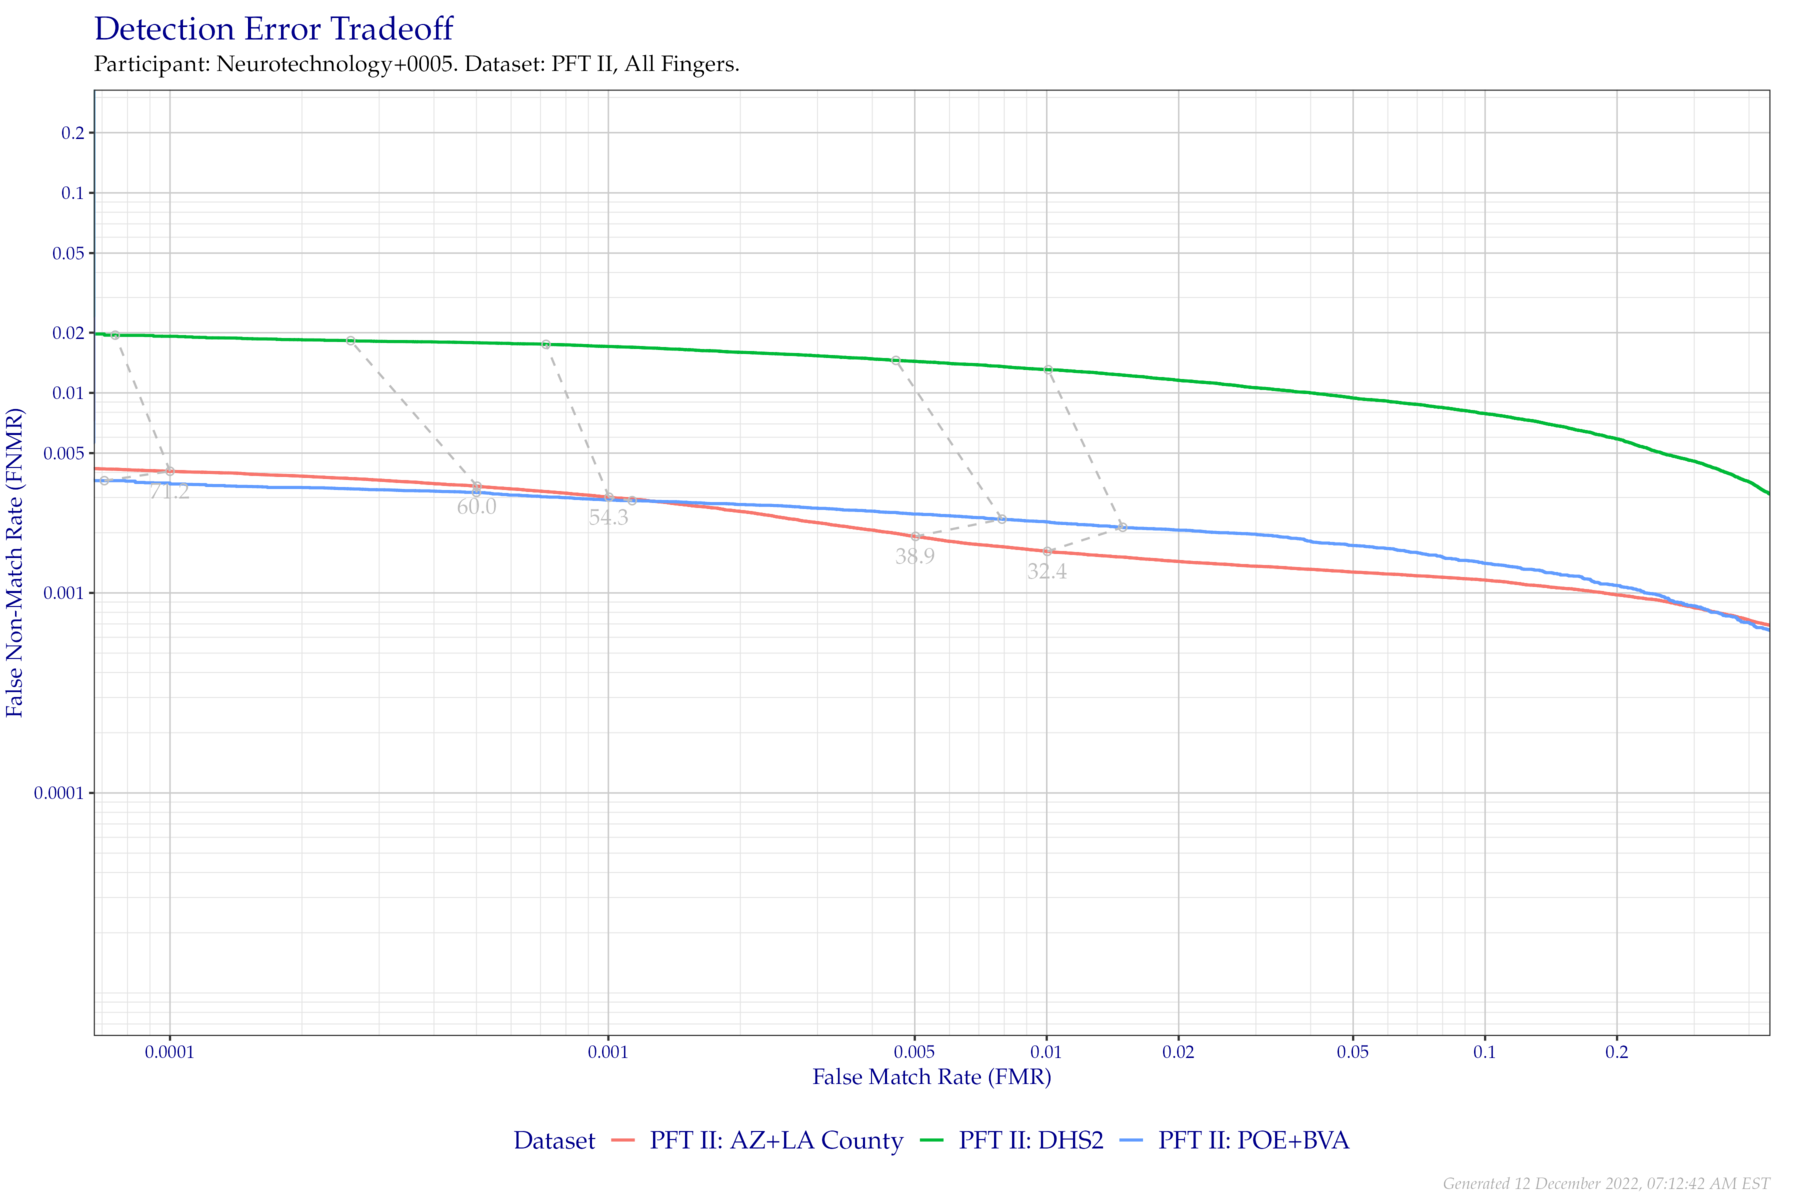 Detection Error Tradeoff
Participant: Neurotechnology+0005. Dataset: PFT II, All Fingers.
False Non-Match Rate (FNMR)
0.2
0.1
0.05
0.02
0.01
0.005
0.001
0.0001
71.2
60.0
54.3
38.9
32.4
0.0001 0.001 0.005 0.01 0.02 0.05 0.1 0.2
False Match Rate (FMR)
Dataset PFT II: AZ+LA County PFT II: DHS2 PFT II: POE+BVA
Generated 12 December 2022, 07:12:42 AM EST